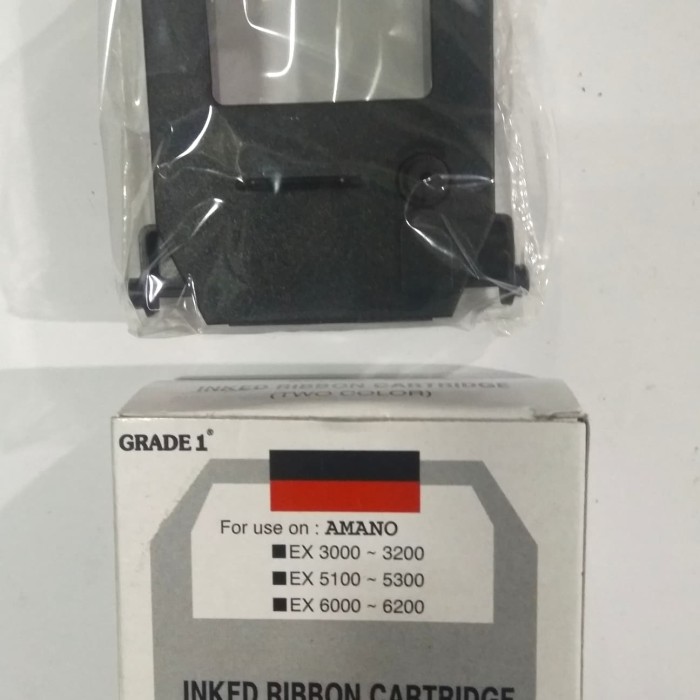 INKED RIBBON CARTRIDGE
(TWO COLOR)
GRADE 1®
For use on : AMANO
■EX 3000 ~ 3200
■EX 5100 ~ 5300
■EX 6000 ~ 6200
INKED RIBBON CARTRIDGE